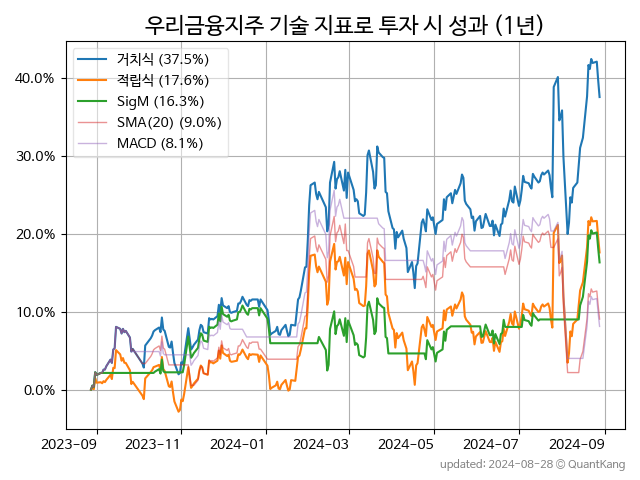 우리금융지주 기술 지표로 투자 시 성과 (1년)
거치식 (37.5%)
적립식 (17.6%)
SigM (16.3%)
SMA(20) (9.0%)
MACD (8.1%)
40.0%
30.0%
20.0%
10.0%
0.0%
2023-09 2023-11 2024-01 2024-03 2024-05 2024-07 2024-09
updated: 2024-08-28 © QuantKang